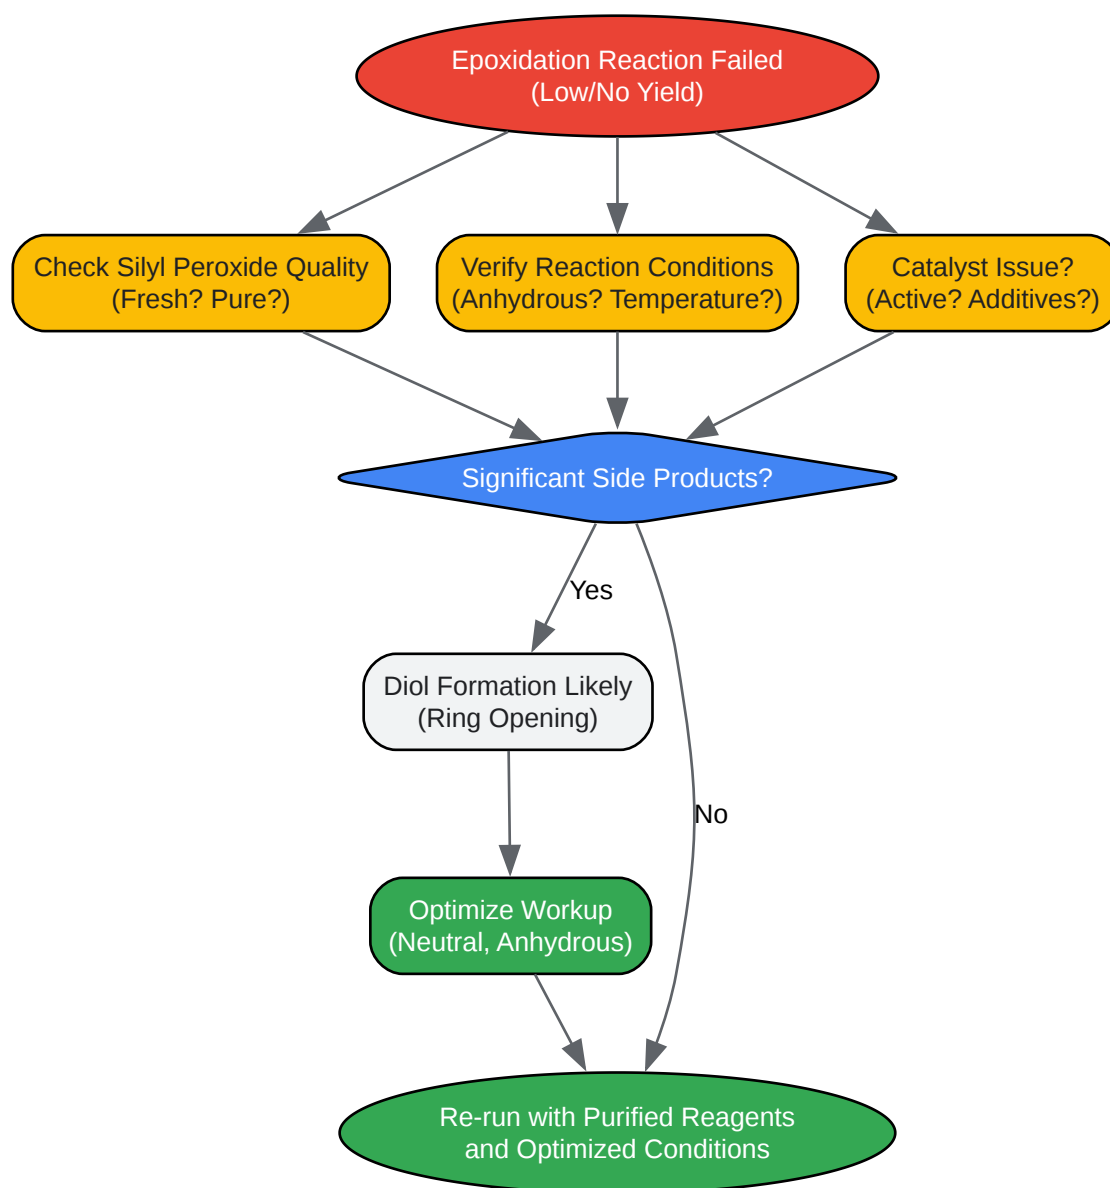 Epoxidation Reaction Failed
(Low/No Yield)
Check Silyl Peroxide Quality
(Fresh? Pure?)
Verify Reaction Conditions
(Anhydrous? Temperature?)
Catalyst Issue?
(Active? Additives?)
Significant Side Products?
Yes
Diol Formation Likely
(Ring Opening)
No
Optimize Workup
(Neutral, Anhydrous)
Re-run with Purified Reagents
and Optimized Conditions